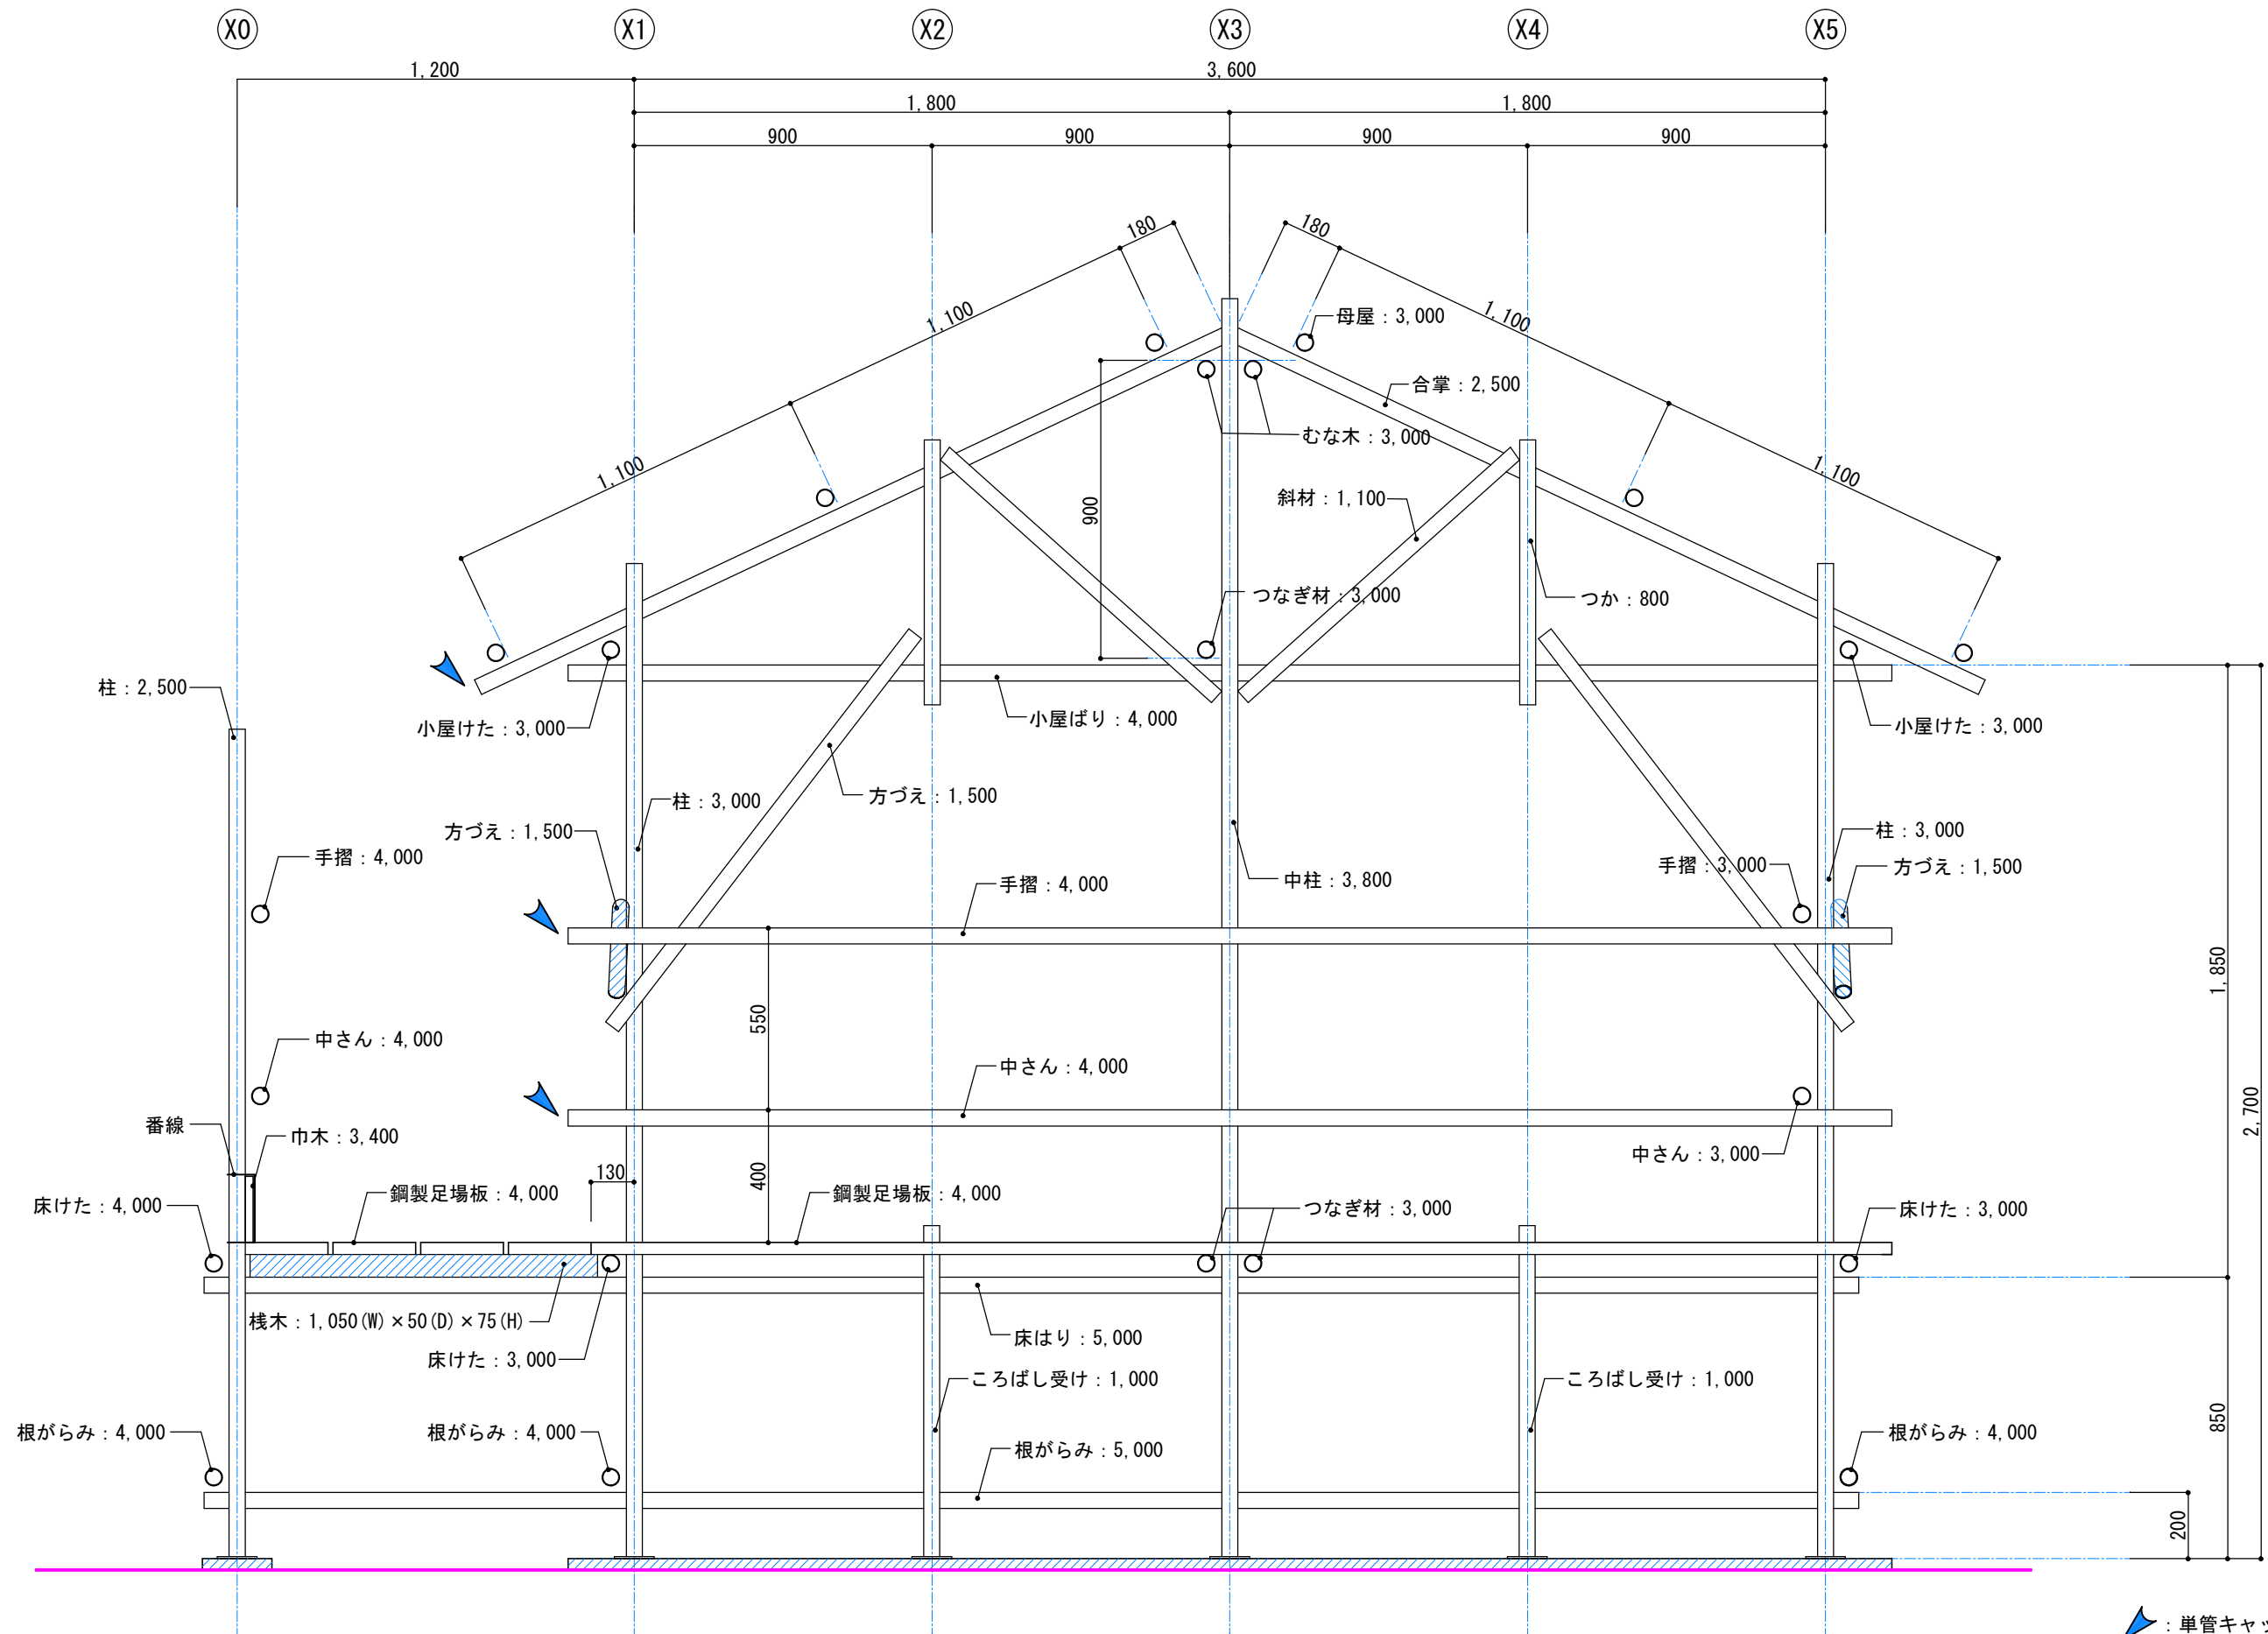 X0
X1
X2
X3
X4
X5
1,200
3,600
1,800
1,800
900
900
900
900
180
180
1,100
1,100
1,100
1,100
母屋：3,000
合掌：2,500
むな木：3,000
900
斜材：1,100
つなぎ材：3,000
つか：800
柱：2,500
小屋けた：3,000
小屋ばり：4,000
小屋けた：3,000
方づえ：1,500
柱：3,000
方づえ：1,500
手摺：4,000
手摺：4,000
中柱：3,800
手摺：3,000
柱：3,000
方づえ：1,500
1,850
550
中さん：4,000
中さん：4,000
2,700
番線
巾木：3,400
中さん：3,000
130
400
床けた：4,000
鋼製足場板：4,000
鋼製足場板：4,000
つなぎ材：3,000
床けた：3,000
桟木：1,050(W)×50(D)×75(H)
床はり：5,000
床けた：3,000
ころばし受け：1,000
ころばし受け：1,000
850
根がらみ：4,000
根がらみ：4,000
根がらみ：5,000
根がらみ：4,000
200
：単管キャッ